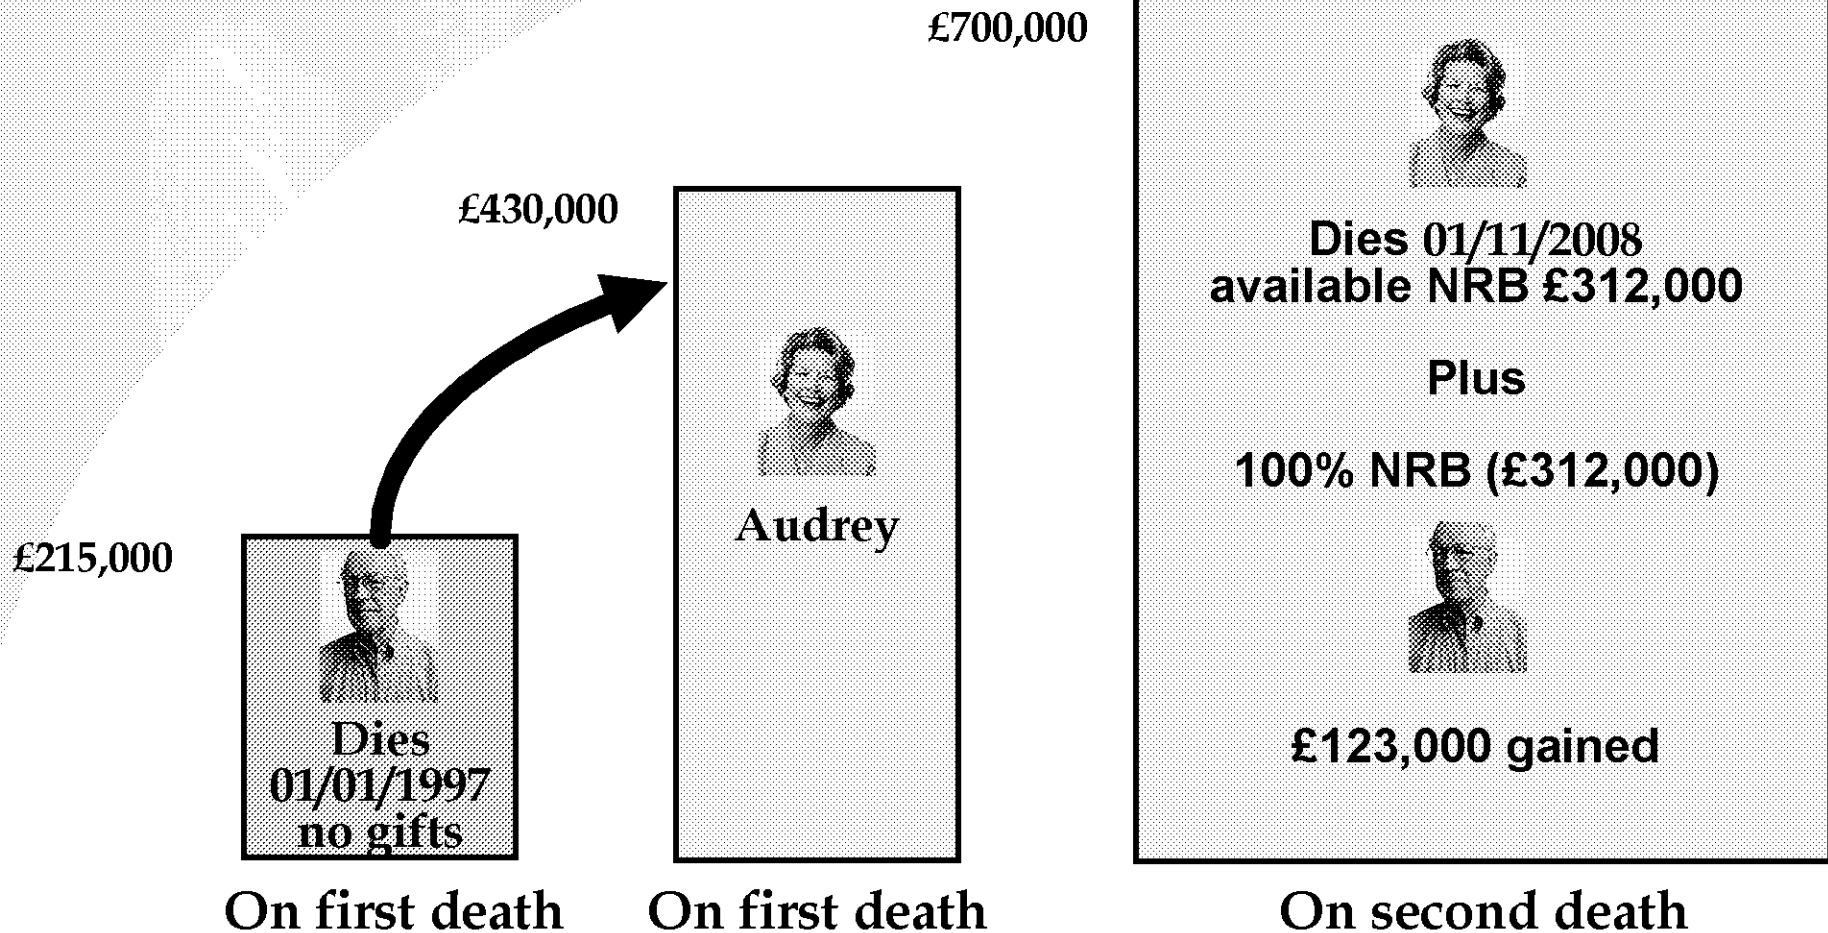 £700,000
£430,000
£215,000
Dies
01/01/1997
no gifts
On first death
Audrey
On first death
Dies 01/11/2008
available NRB £312,000
Plus
100% NRB (£312,000)
£123,000 gained
On second death